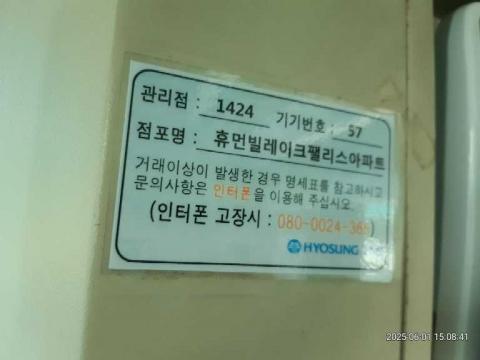 관리점 : 1424 기기번호 : 57
점포명 : 휴먼빌레이크팰리스아파트
거래이상이 발생한 경우 명세표를 참고하시고
문의사항은 인터폰을 이용해 주십시오.
(인터폰 고장시 : 080-0024-365)
HYOSUNG
2025-06-01 15:08:41